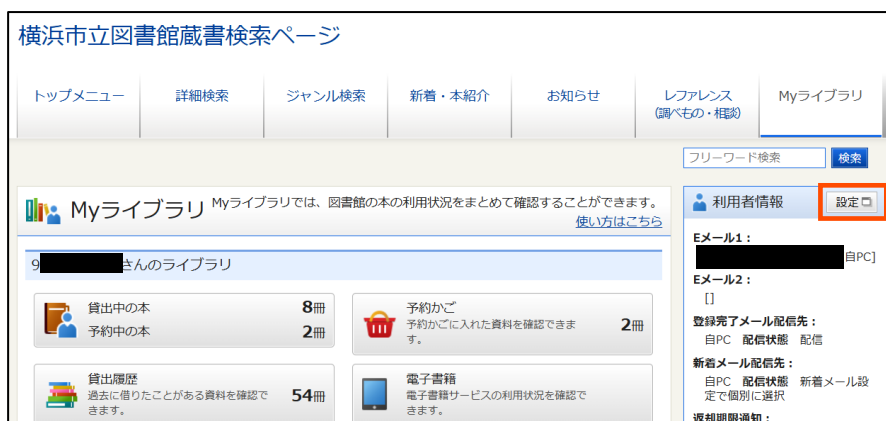 横浜市立図書館蔵書検索ページ
トップメニュー
詳細検索
ジャンル検索
新着・本紹介
お知らせ
レファレンス
(調べもの・相談)
Myライブラリ
フリーワード検索
検索
Myライブラリ
Myライブラリでは、図書館の本の利用状況をまとめて確認することができます。
使い方はこちら
9 さんのライブラリ
貸出中の本 8冊
予約中の本 2冊
予約かご
予約かごに入れた資料を確認できま
す。
2冊
貸出履歴
過去に借りたことがある資料を確認で
きます。
54冊
電子書籍
電子書籍サービスの利用状況を確認で
きます。
利用者情報
設定
Eメール1：
自PC]
Eメール2：
[]
登録完了メール配信先：
自PC 配信状態 配信
新着メール配信先：
自PC 配信状態 新着メール設
定で個別に選択
返却期限通知：